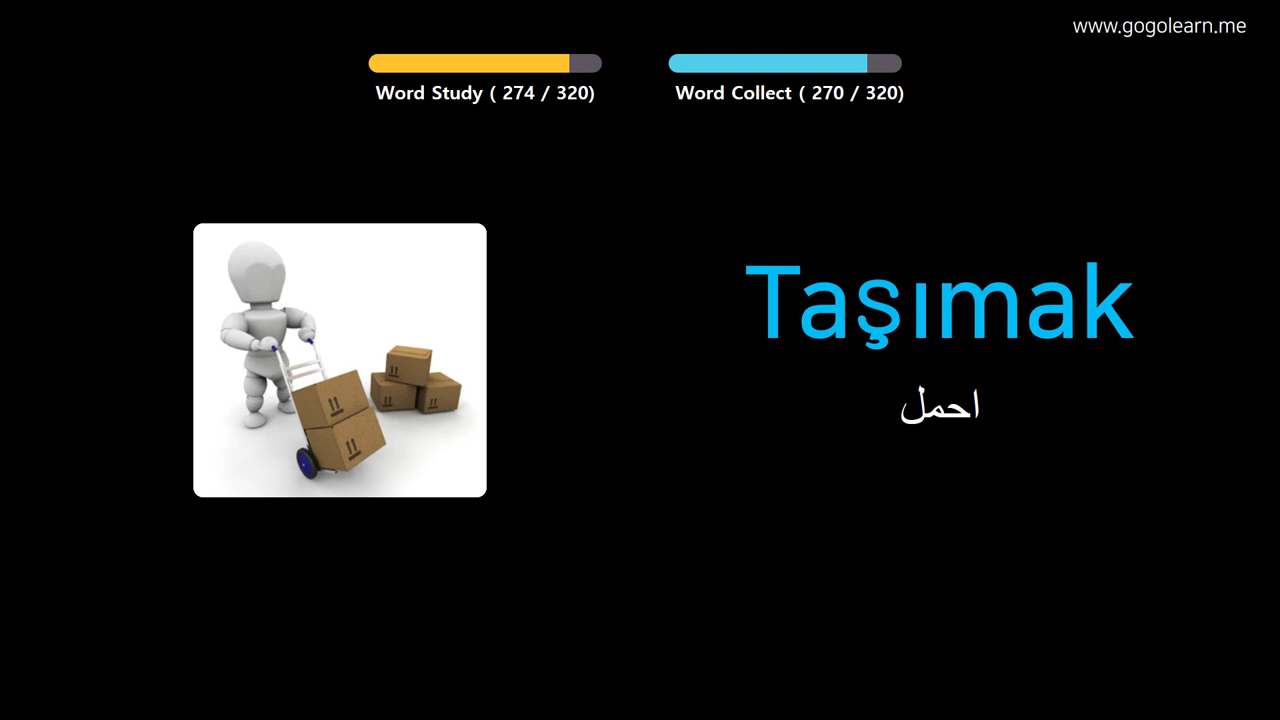 www.gogolearn.me
Word Study ( 274 / 320)
Word Collect ( 270 / 320)
Taşımak
احمل